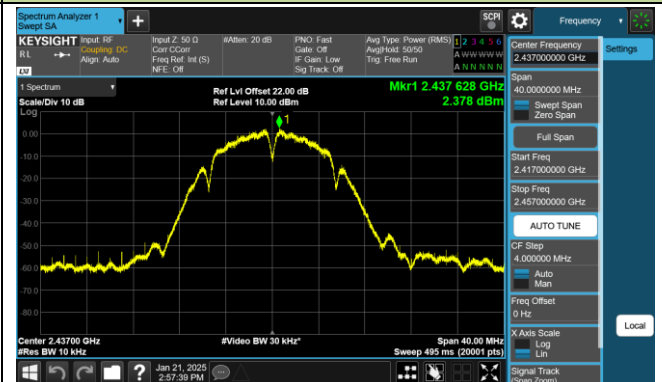 Spectrum Analyzer 1
Swept SA
SCPI
Frequency
KEYSIGHT
RL
LXI
Input: RF
Coupling: DC
Align: Auto
Input Z: 50 Ω
Corr CCorr
Freq Ref: Int (S)
NFE: Off
#Atten: 20 dB
PNO: Fast
Gate: Off
IF Gain: Low
Sig Track: Off
Avg Type: Power (RMS)
Avg|Hold: 50/50
Trig: Free Run
1 2 3 4 5 6
A W W W W W
A N N N N N
1 Spectrum
Scale/Div 10 dB
Log
Ref Lvl Offset 22.00 dB
Ref Level 10.00 dBm
Mkr1 2.437 628 GHz
2.378 dBm
1
0.00
-10.0
-20.0
-30.0
-40.0
-50.0
-60.0
-70.0
-80.0
Center 2.43700 GHz
#Res BW 10 kHz
#Video BW 30 kHz*
Span 40.00 MHz
Sweep 495 ms (20001 pts)
Center Frequency
2.437000000 GHz
Settings
Span
40.0000000 MHz
Swept Span
Zero Span
Full Span
Start Freq
2.417000000 GHz
Stop Freq
2.457000000 GHz
AUTO TUNE
CF Step
4.000000 MHz
Auto
Man
Freq Offset
0 Hz
X Axis Scale
Log
Lin
Local
Signal Track
(Span Zoom)
?
Jan 21, 2025
2:57:39 PM